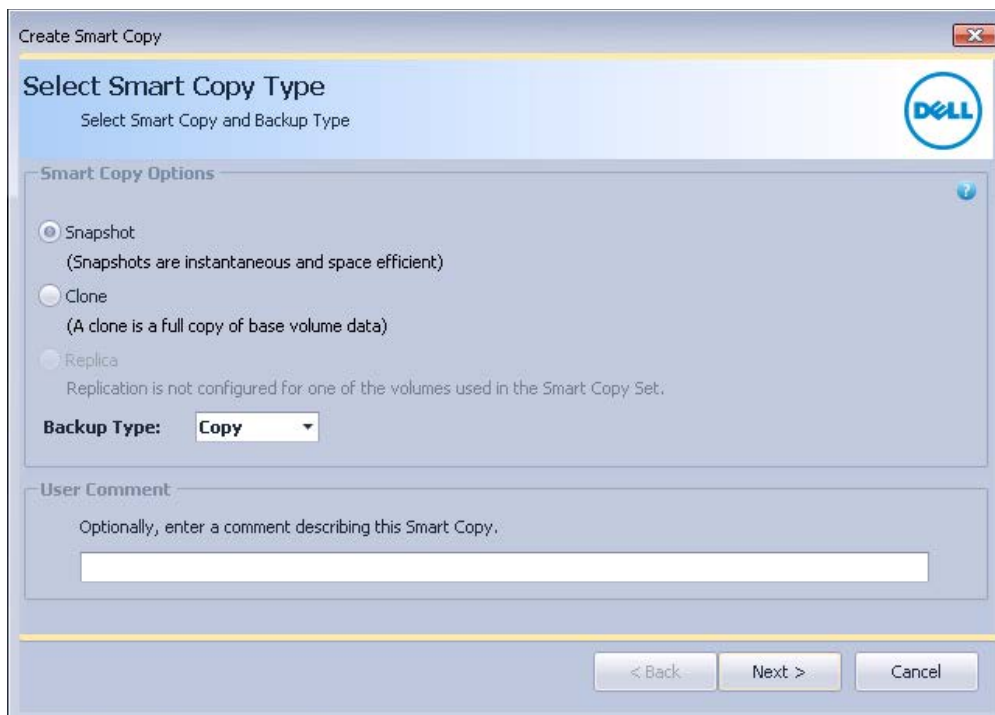 Create Smart Copy
Select Smart Copy Type
Select Smart Copy and Backup Type
DELL
Smart Copy Options
?
Snapshot
(Snapshots are instantaneous and space efficient)
Clone
(A clone is a full copy of base volume data)
Replica
Replication is not configured for one of the volumes used in the Smart Copy Set.
Backup Type: Copy
User Comment
Optionally, enter a comment describing this Smart Copy.
< Back Next > Cancel